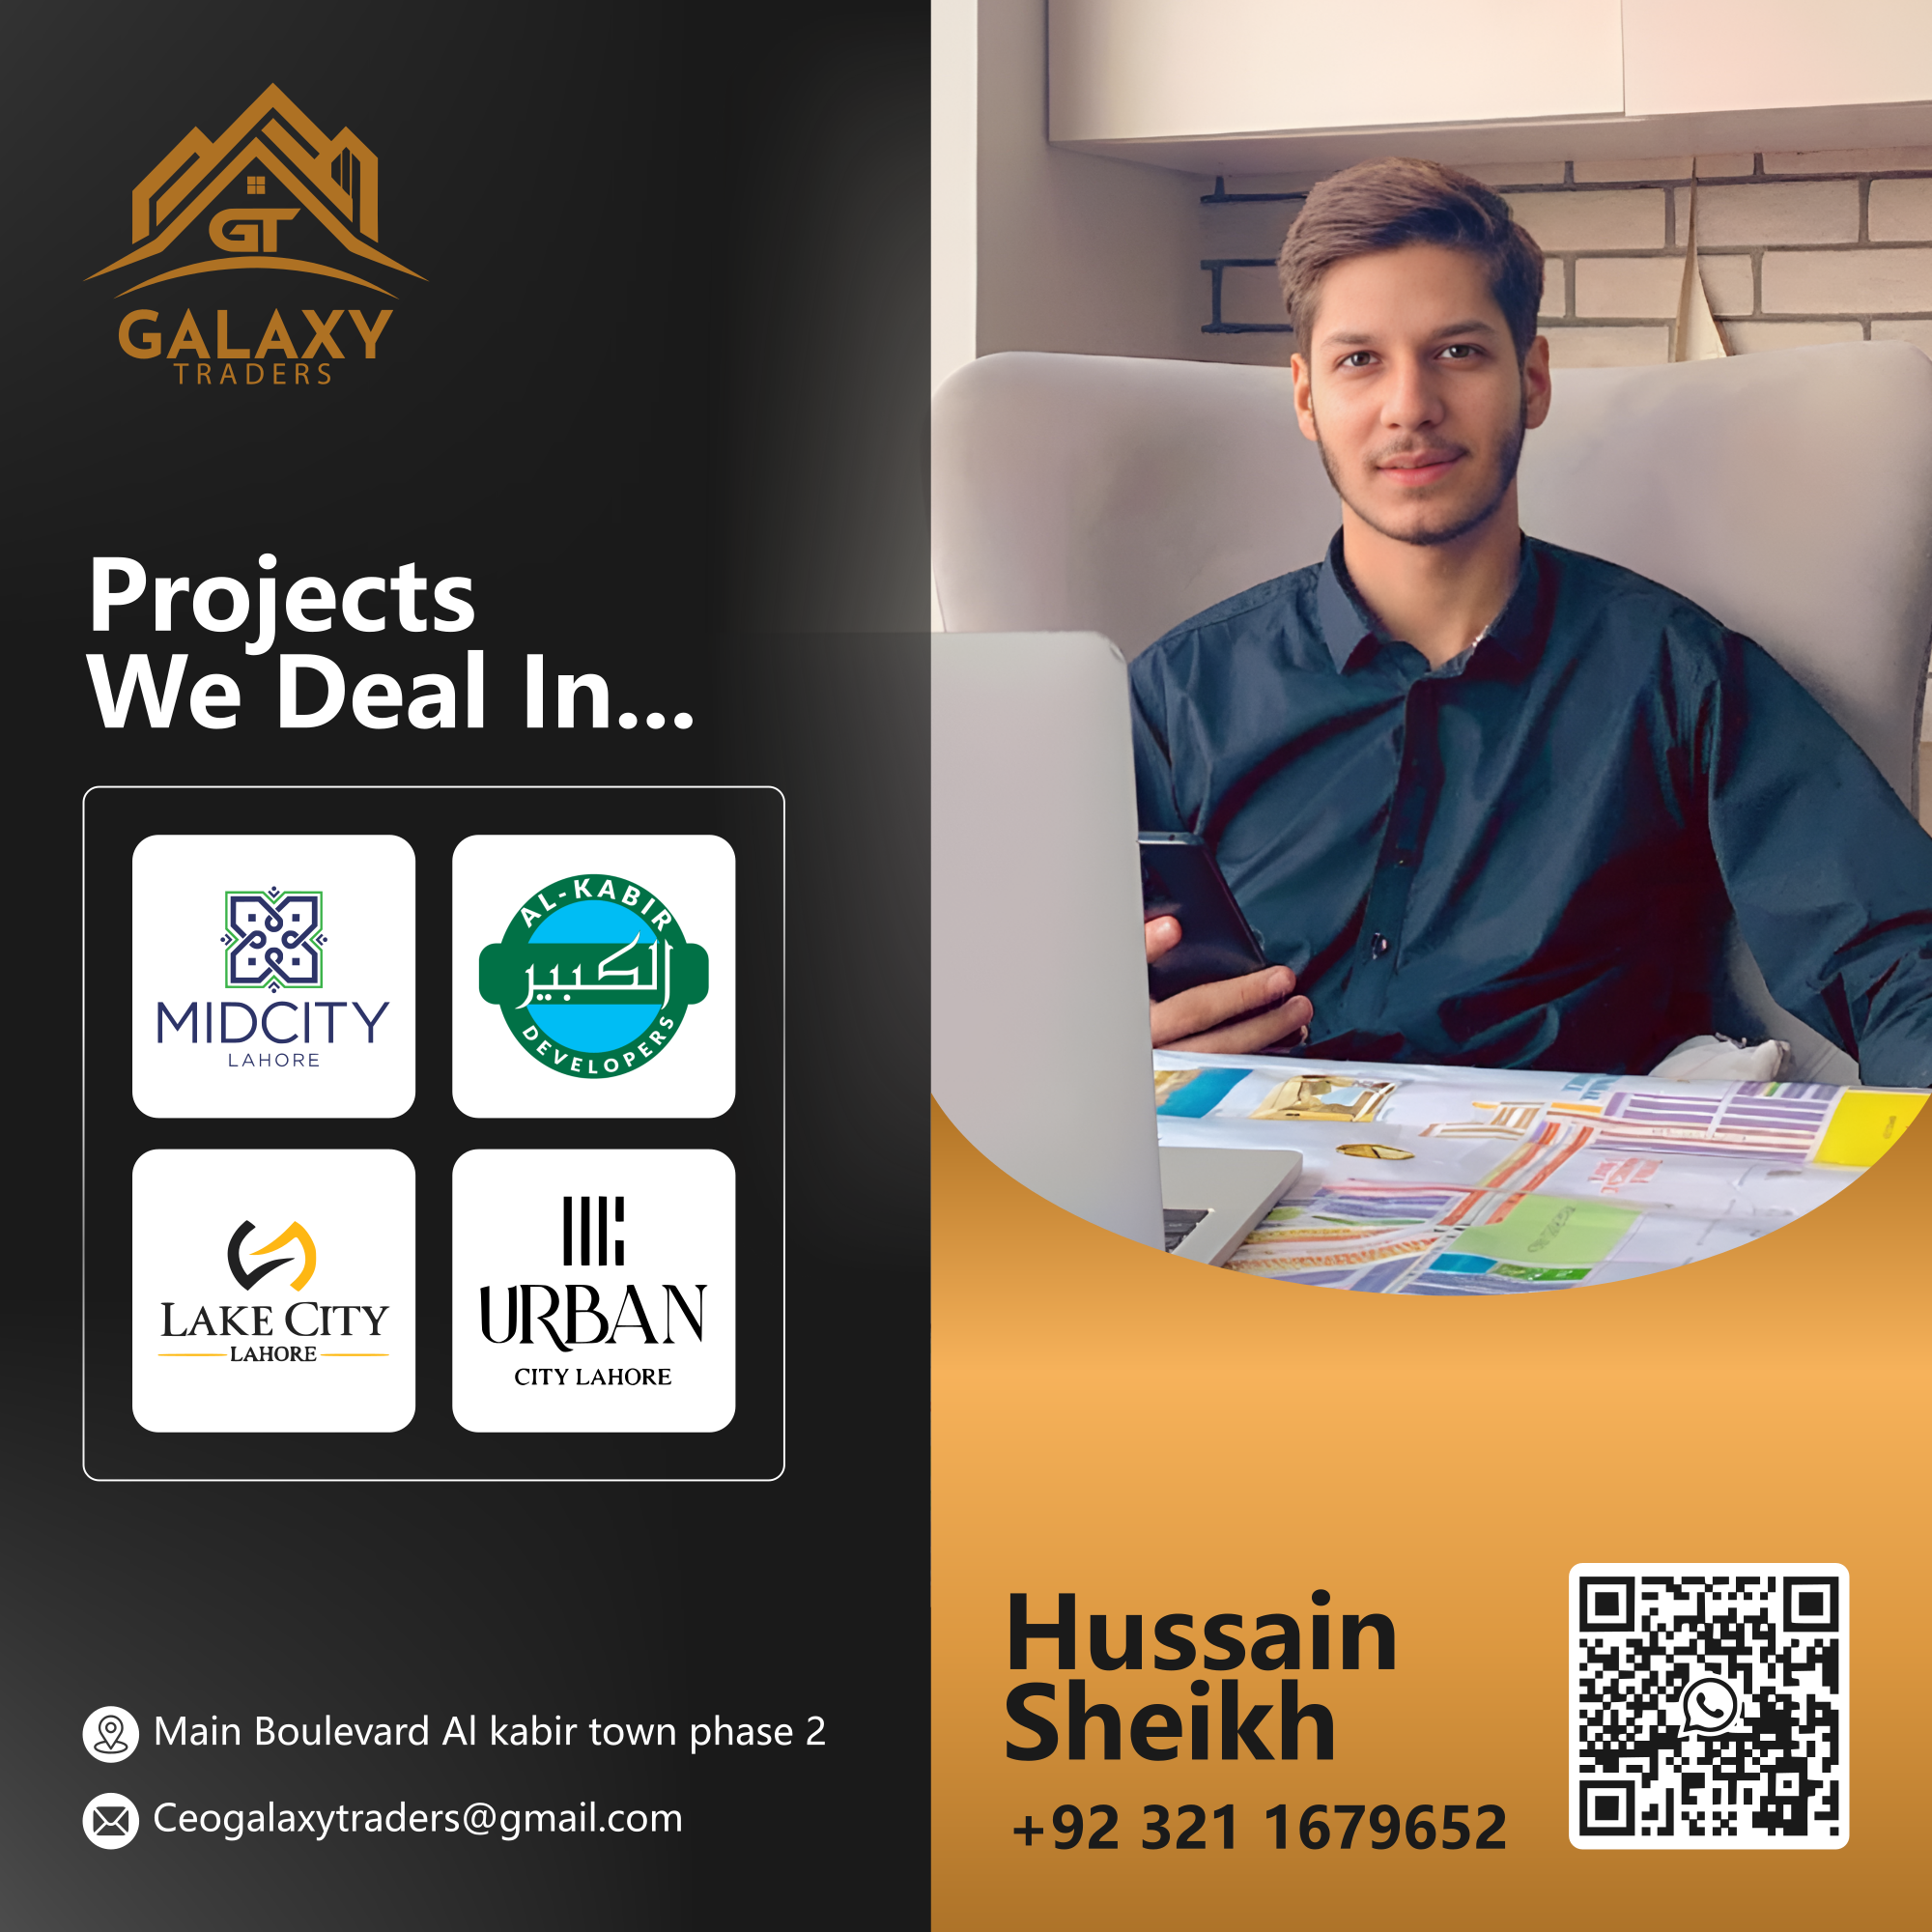 GT
GALAXY
TRADERS
Projects
We Deal In...
MIDCITY
LAHORE
AL-KABIR
الكبير
DEVELOPERS
LAKE CITY
LAHORE
URBAN
CITY LAHORE
Main Boulevard Al kabir town phase 2
Ceogalaxytraders@gmail.com
Hussain
Sheikh
+92 321 1679652